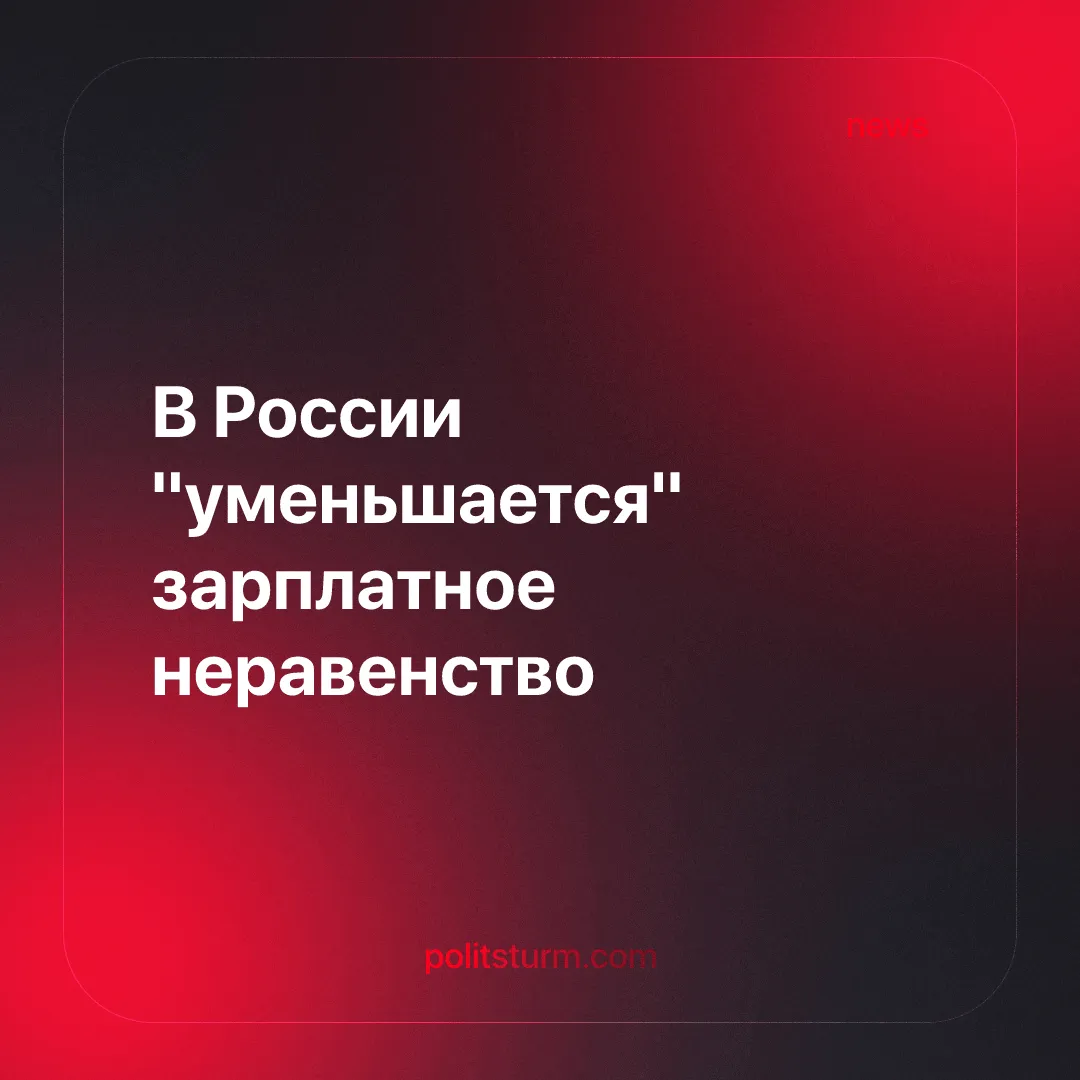 news
В России
"уменьшается"
зарплатное
неравенство
politsturm.com